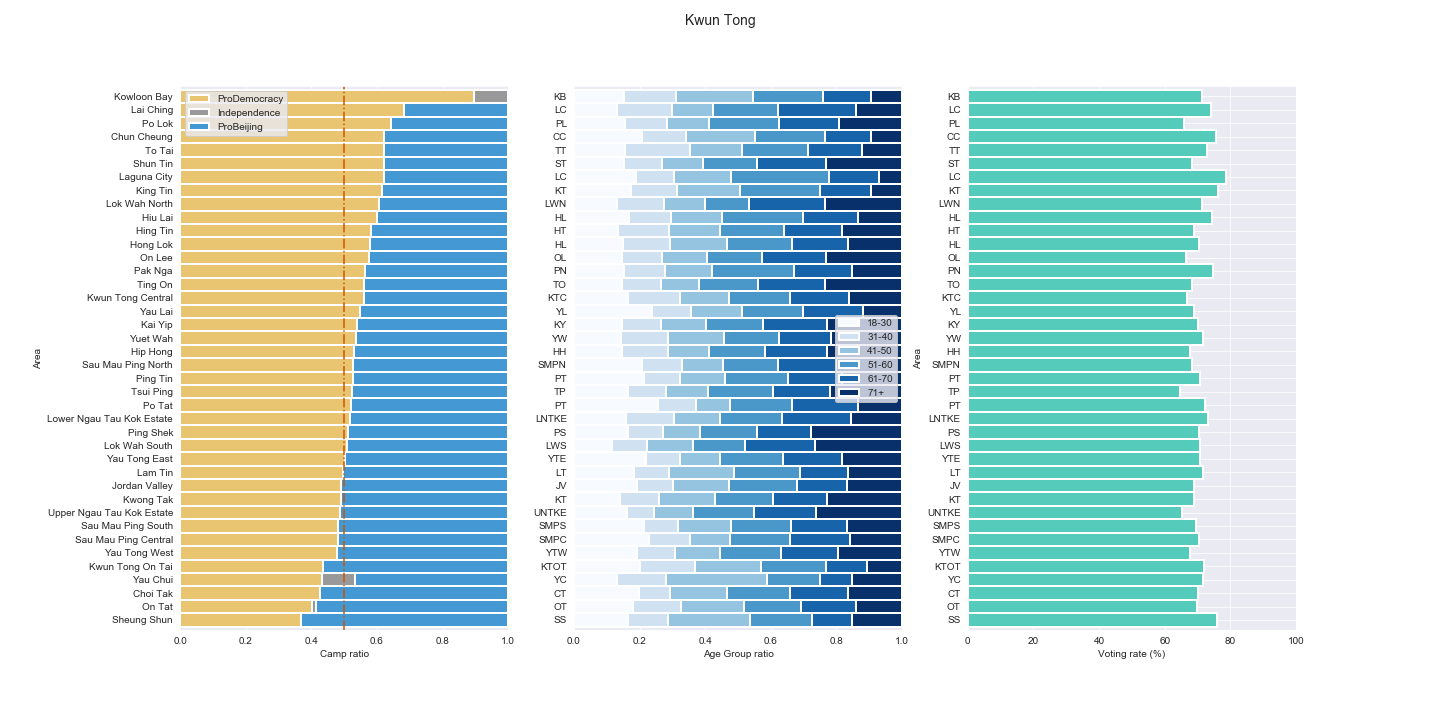 Kwun Tong
Area
Kowloon Bay
Lai Ching
Po Lok
Chun Cheung
To Tai
Shun Tin
Laguna City
King Tin
Lok Wah North
Hiu Lai
Hing Tin
Hong Lok
On Lee
Pak Nga
Ting On
Kwun Tong Central
Yau Lai
Kai Yip
Yuet Wah
Hip Hong
Sau Mau Ping North
Ping Tin
Tsui Ping
Po Tat
Lower Ngau Tau Kok Estate
Ping Shek
Lok Wah South
Yau Tong East
Lam Tin
Jordan Valley
Kwong Tak
Upper Ngau Tau Kok Estate
Sau Mau Ping South
Sau Mau Ping Central
Yau Tong West
Kwun Tong On Tai
Yau Chui
Choi Tak
On Tat
Sheung Shun
ProDemocracy
Independence
ProBeijing
0.0 0.2 0.4 0.6 0.8 1.0
Camp ratio
KB
LC
PL
CC
TT
ST
LC
KT
LWN
HL
HT
HL
OL
PN
TO
KTC
YL
KY
YW
HH
SMPN
PT
TP
PT
LNTKE
PS
LWS
YTE
LT
JV
KT
UNTKE
SMPS
SMPC
YTW
KTOT
YC
CT
OT
SS
18-30
31-40
41-50
51-60
61-70
71+
0.0 0.2 0.4 0.6 0.8 1.0
Age Group ratio
Area
KB
LC
PL
CC
TT
ST
LC
KT
LWN
HL
HT
HL
OL
PN
TO
KTC
YL
KY
YW
HH
SMPN
PT
TP
PT
LNTKE
PS
LWS
YTE
LT
JV
KT
UNTKE
SMPS
SMPC
YTW
KTOT
YC
CT
OT
SS
0 20 40 60 80 100
Voting rate (%)